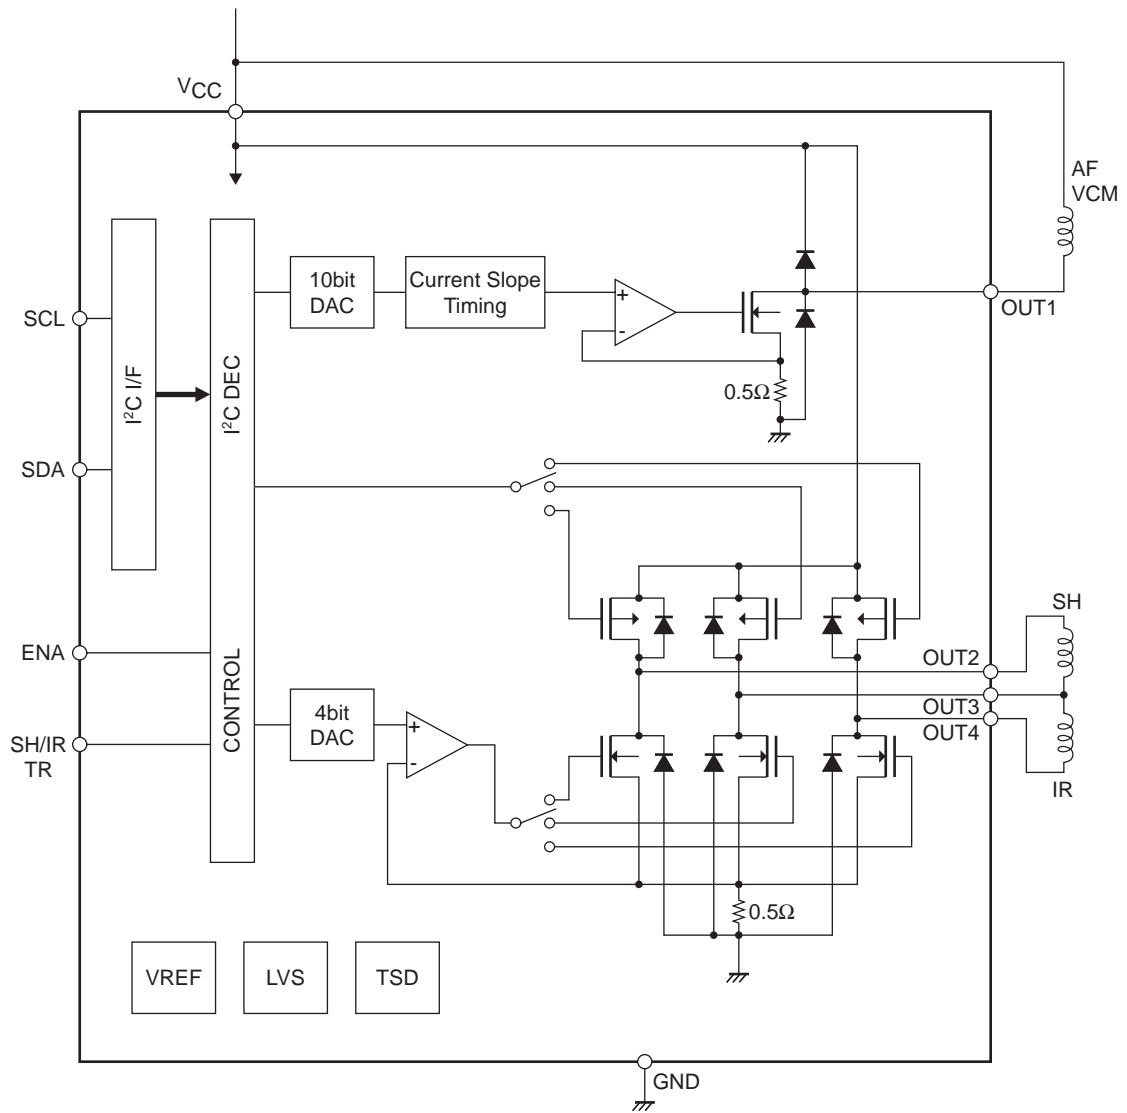 VCC
AF
VCM
10bit
DAC
Current Slope
Timing
+
-
OUT1
SCL
I²C I/F
I²C DEC
0.5Ω
SDA
SH
ENA
OUT2
CONTROL
4bit
DAC
+
-
OUT3
OUT4
SH/IR
TR
IR
0.5Ω
VREF
LVS
TSD
GND